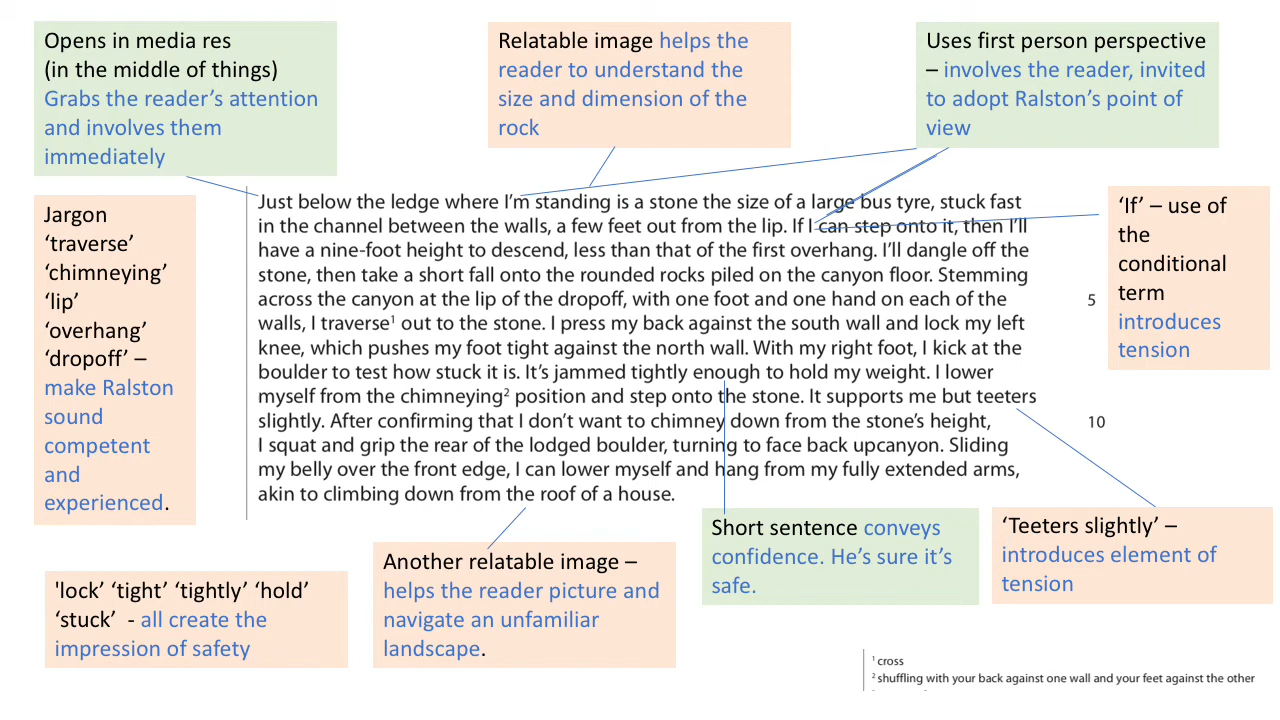 Opens in media res
(in the middle of things)
Grabs the reader's attention
and involves them
immediately
Relatable image helps the
reader to understand the
size and dimension of the
rock
Uses first person perspective
– involves the reader, invited
to adopt Ralston's point of
view
Jargon
'traverse'
'chimneying'
'lip'
'overhang'
'dropoff' –
make Ralston
sound
competent
and
experienced.
Just below the ledge where I'm standing is a stone the size of a large bus tyre, stuck fast
in the channel between the walls, a few feet out from the lip. If I can step onto it, then I'll
have a nine-foot height to descend, less than that of the first overhang. I'll dangle off the
stone, then take a short fall onto the rounded rocks piled on the canyon floor. Stemming
across the canyon at the lip of the dropoff, with one foot and one hand on each of the
5
walls, I traverse¹ out to the stone. I press my back against the south wall and lock my left
knee, which pushes my foot tight against the north wall. With my right foot, I kick at the
boulder to test how stuck it is. It's jammed tightly enough to hold my weight. I lower
myself from the chimneying² position and step onto the stone. It supports me but teeters
slightly. After confirming that I don't want to chimney down from the stone's height,
10
I squat and grip the rear of the lodged boulder, turning to face back upcanyon. Sliding
my belly over the front edge, I can lower myself and hang from my fully extended arms,
akin to climbing down from the roof of a house.
'If' – use of
the
conditional
term
introduces
tension
'lock' 'tight' 'tightly' 'hold'
'stuck' - all create the
impression of safety
Another relatable image –
helps the reader picture and
navigate an unfamiliar
landscape.
Short sentence conveys
confidence. He's sure it's
safe.
'Teeters slightly' –
introduces element of
tension
¹ cross
² shuffling with your back against one wall and your feet against the other